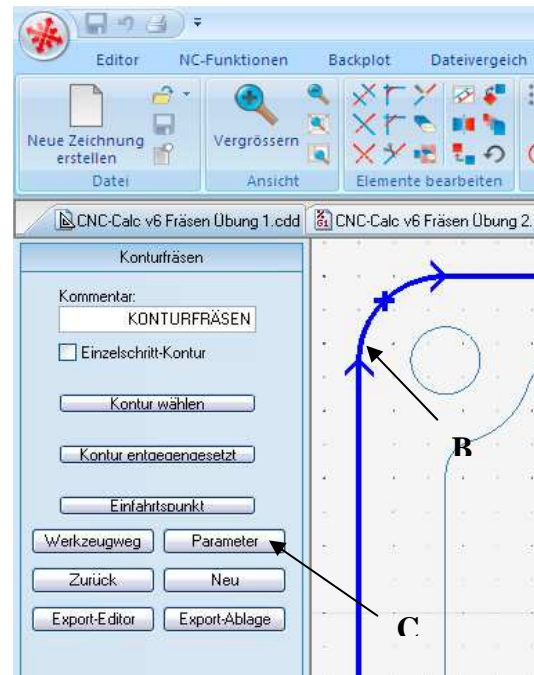 Editor NC-Funktionen Backplot Dateivergeich
Neue Zeichnung
erstellen
Vergrössern
Datei Ansicht Elemente bearbeiten
CNC-Calc v6 Fräsen Übung 1.cdd CNC-Calc v6 Fräsen Übung 2.
Konturfräsen
Kommentar:
KONTURFRÄSEN
Einzelschritt-Kontur
Kontur wählen
Kontur entgegengesetzt
Einfahrtspunkt
Werkzeugweg Parameter
Zurück Neu
Export-Editor Export-Ablage
B
C